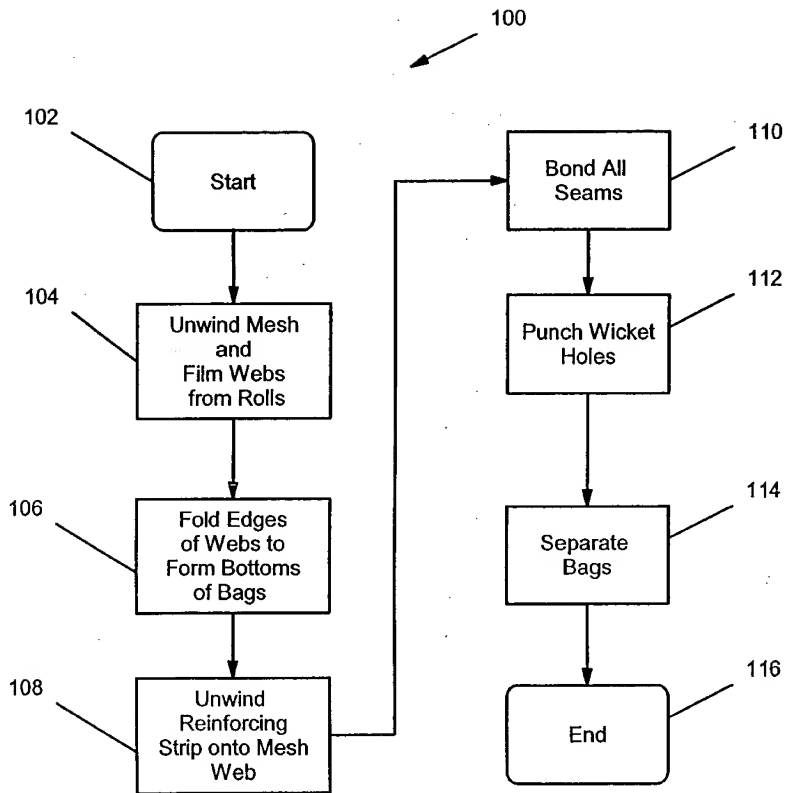 100
102
Start
104
Unwind Mesh
and
Film Webs
from Rolls
106
Fold Edges
of Webs to
Form Bottoms
of Bags
108
Unwind
Reinforcing
Strip onto Mesh
Web
110
Bond All
Seams
112
Punch Wicket
Holes
114
Separate
Bags
116
End